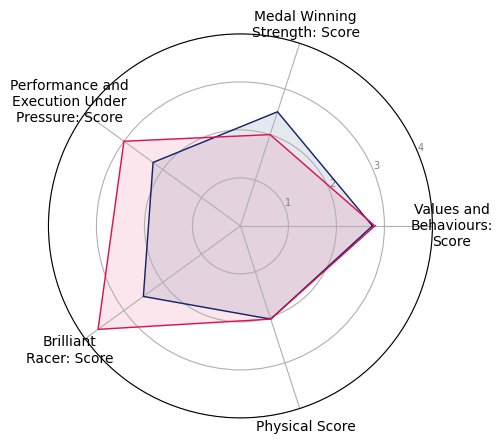 Medal Winning
Strength: Score
Performance and
Execution Under
Pressure: Score
4
3
2
1
Values and
Behaviours:
Score
Brilliant
Racer: Score
Physical Score